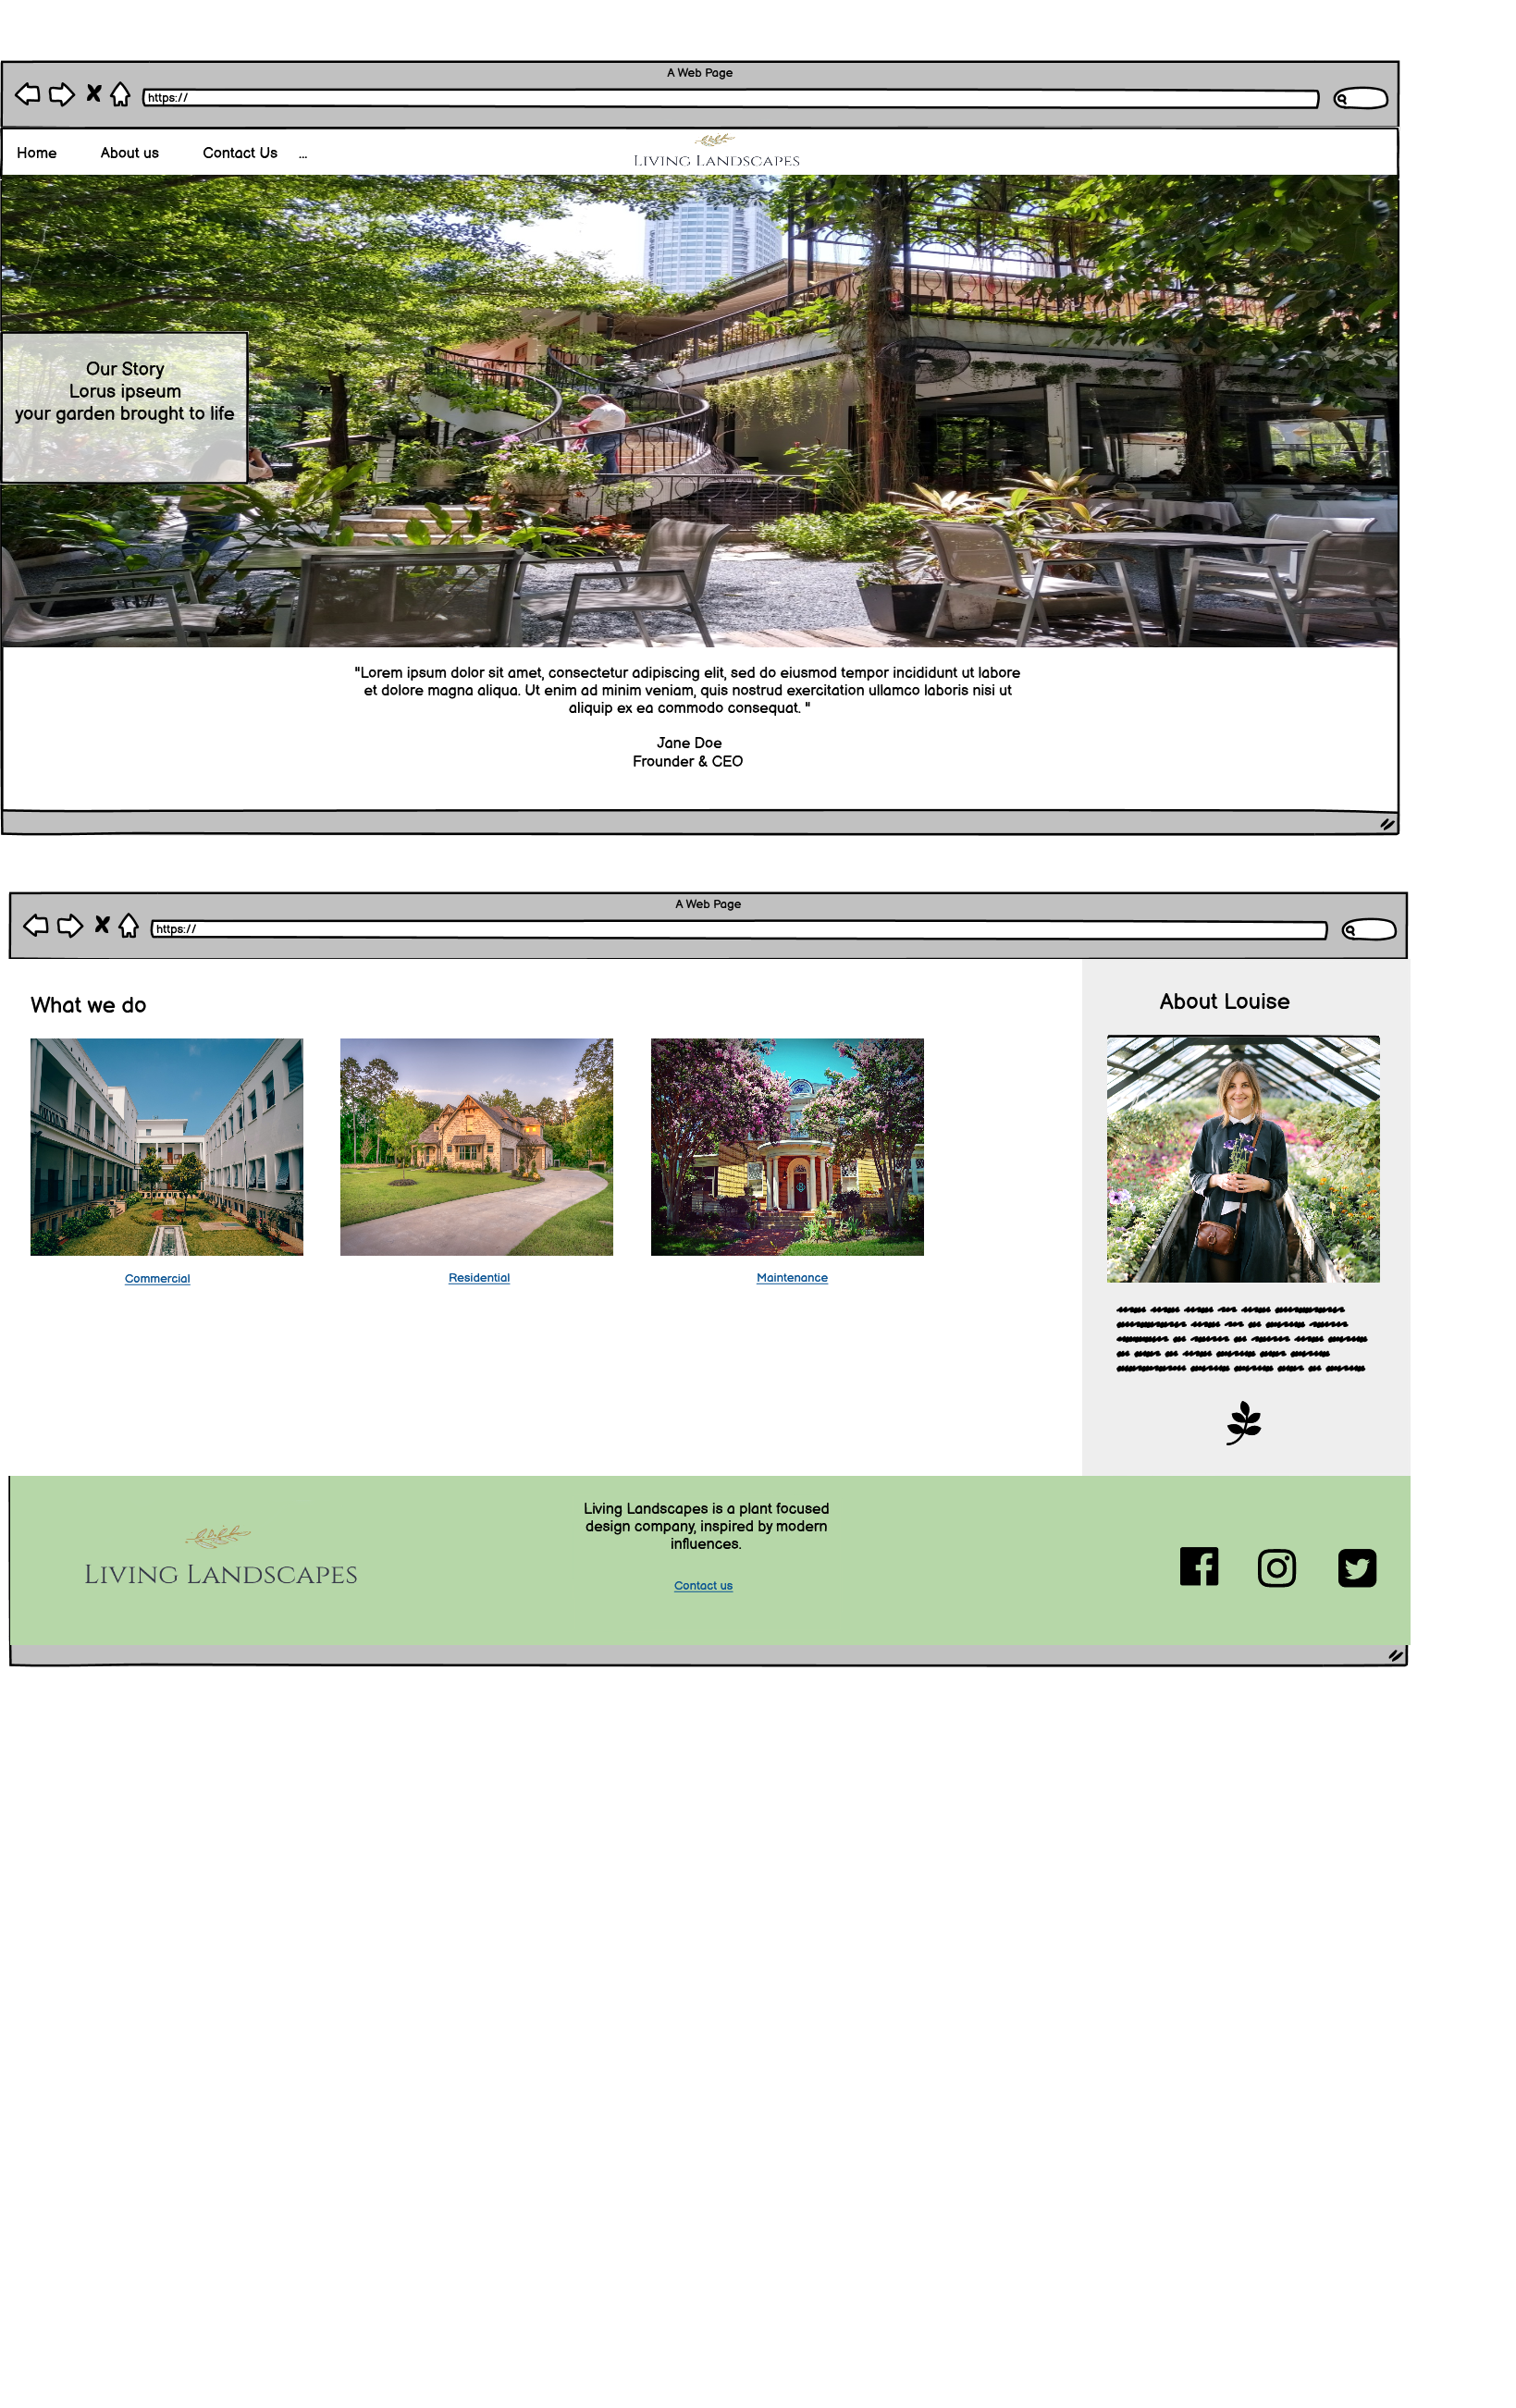 A Web Page
https://
Home About us Contact Us ...
LIVING LANDSCAPES
Our Story
Lorus ipseum
your garden brought to life
"Lorem ipsum dolor sit amet, consectetur adipiscing elit, sed do eiusmod tempor incididunt ut labore
et dolore magna aliqua. Ut enim ad minim veniam, quis nostrud exercitation ullamco laboris nisi ut
aliquip ex ea commodo consequat. "
Jane Doe
Frounder & CEO
A Web Page
https://
What we do
Commercial
Residential
Maintenance
About Louise
LIVING LANDSCAPES
Living Landscapes is a plant focused
design company, inspired by modern
influences.
Contact us